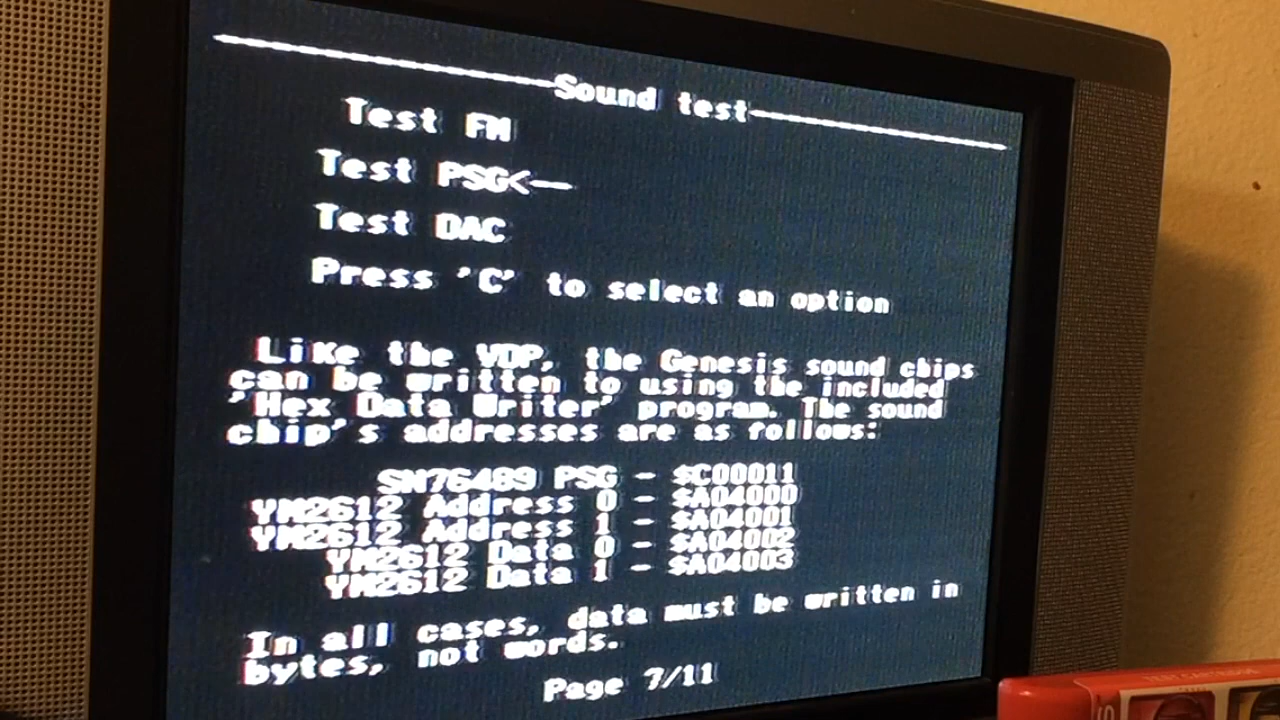 Sound test
Test FM
Test PSG<—
Test DAC
Press 'C' to select an option
Like the VDP, the Genesis sound chips
can be written to using the included
'Hex Data Writer' program. The sound
chip's addresses are as follows:
SN76489 PSG - $C00011
YM2612 Address 0 - $A04000
YM2612 Address 1 - $A04001
YM2612 Data 0 - $A04002
YM2612 Data 1 - $A04003
In all cases, data must be written in
bytes, not words.
Page 7/11
TEST CARTRIDGE